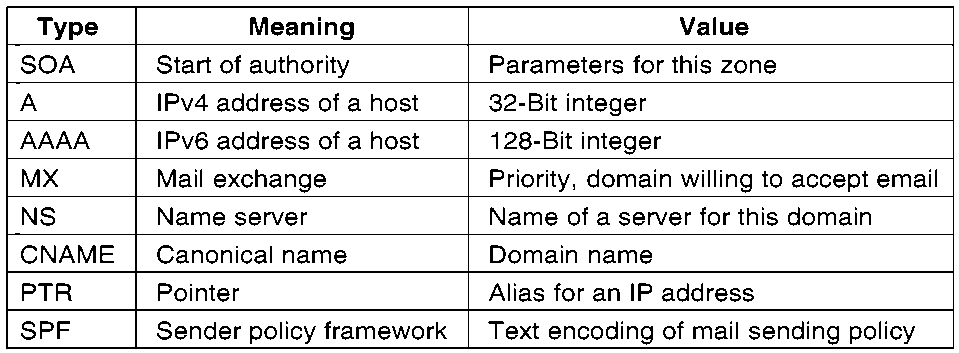 Type Meaning Value
SOA Start of authority Parameters for this zone
A IPv4 address of a host 32-Bit integer
AAAA IPv6 address of a host 128-Bit integer
MX Mail exchange Priority, domain willing to accept email
NS Name server Name of a server for this domain
CNAME Canonical name Domain name
PTR Pointer Alias for an IP address
SPF Sender policy framework Text encoding of mail sending policy